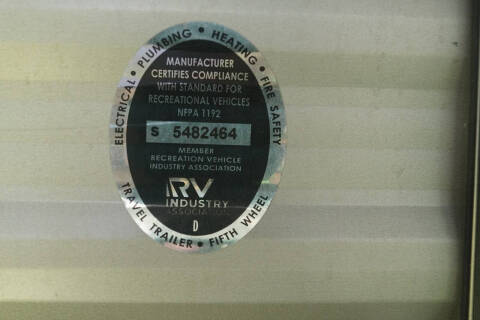 ELECTRICAL • PLUMBING • HEATING • FIRE SAFETY
MANUFACTURER
CERTIFIES COMPLIANCE
WITH STANDARD FOR
RECREATIONAL VEHICLES
NFPA 1192
S 5482464
MEMBER
RECREATION VEHICLE
INDUSTRY ASSOCIATION
RV
INDUSTRY
ASSOCIATION
D
TRAVEL TRAILER • FIFTH WHEEL